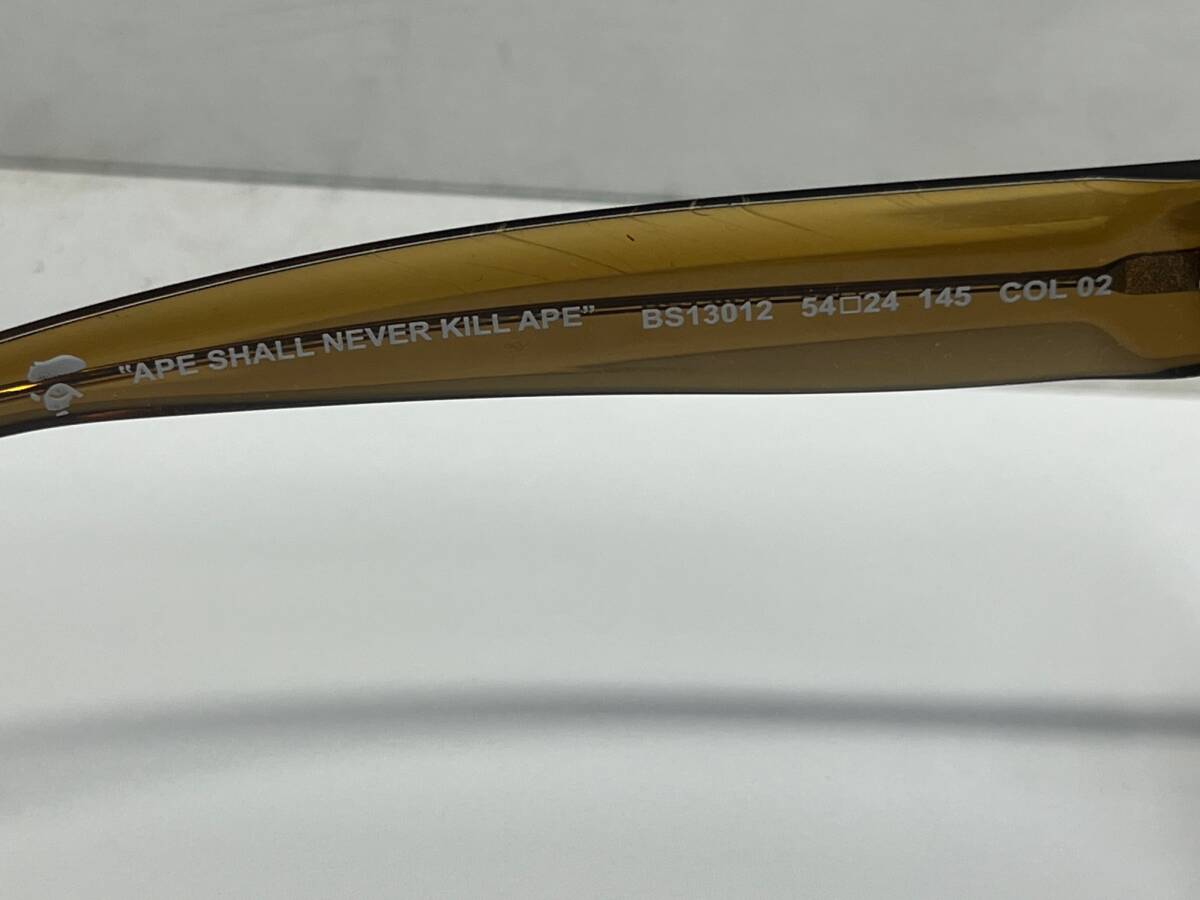 "APE SHALL NEVER KILL APE" BS13012 54□24 145 COL 02